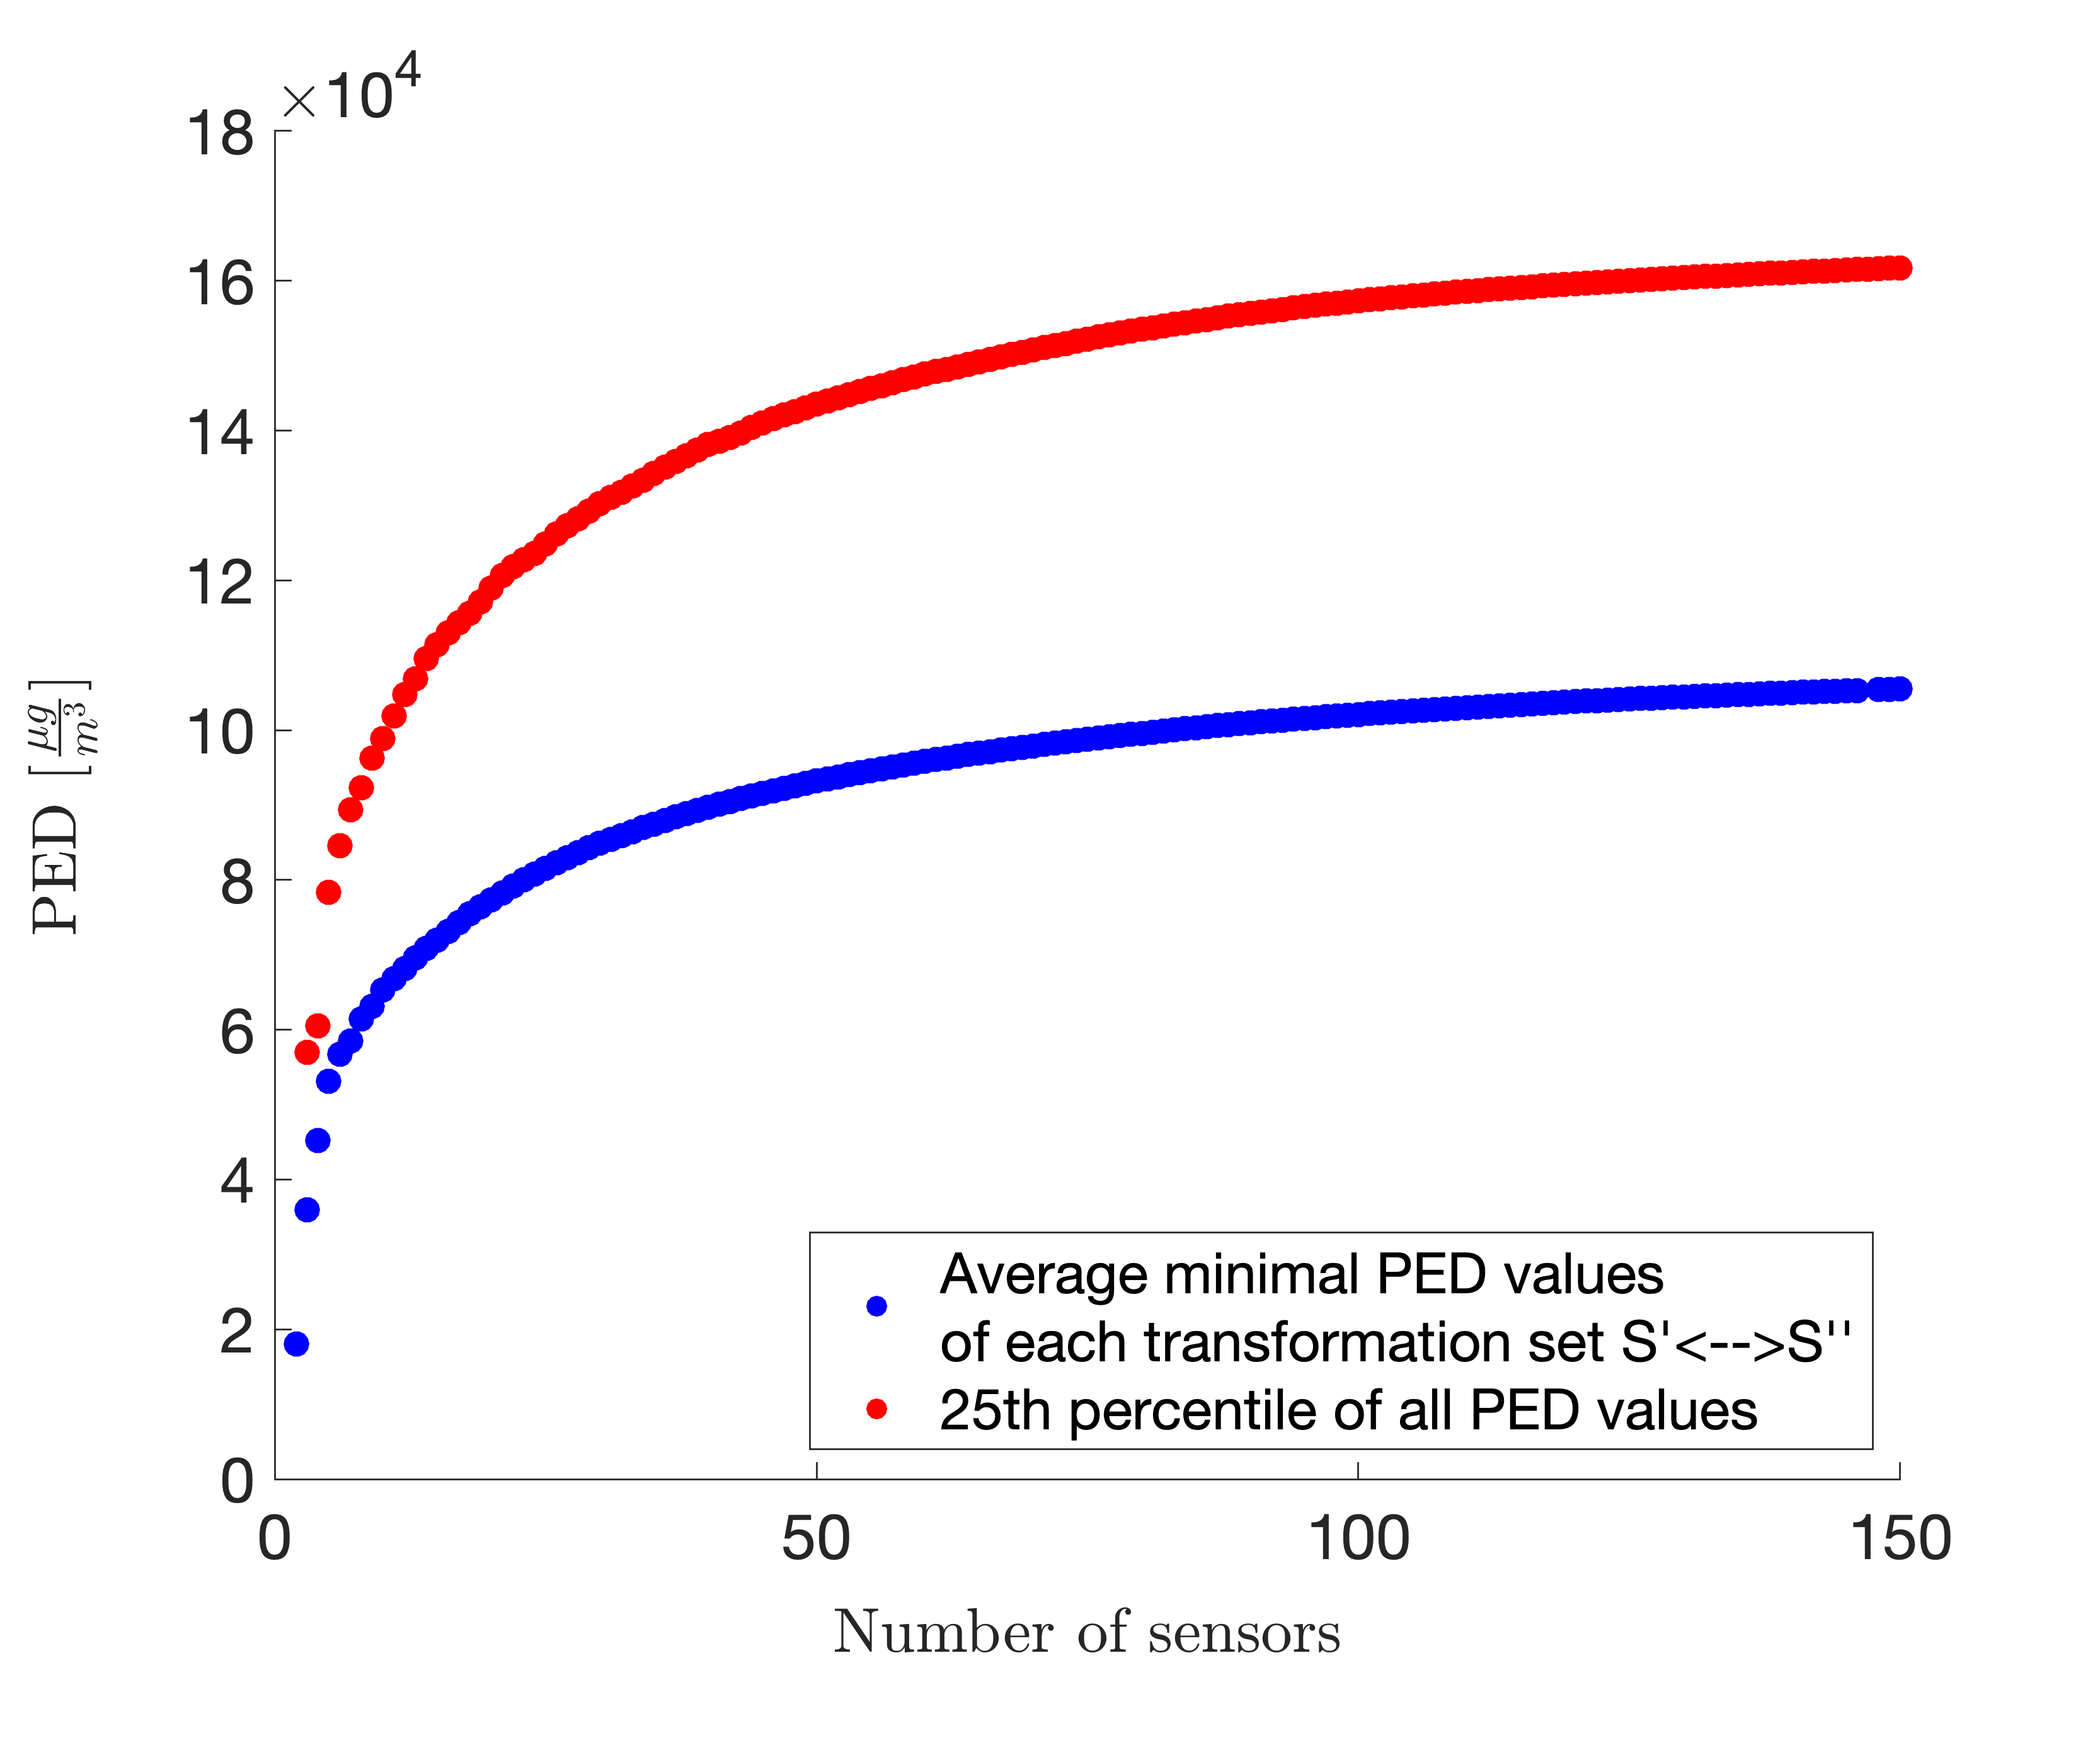 ×10^4
18
16
14
12
10
8
6
4
2
0
PED [μg/m^3]
Average minimal PED values
of each transformation set S'<-->S''
25th percentile of all PED values
0 50 100 150
Number of sensors